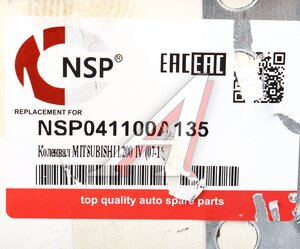 NSP®
EAC EAC
REPLACEMENT FOR
NSP041100A135
Коленвал MITSUBISHI L200 IV (07-15)
top quality auto spare parts